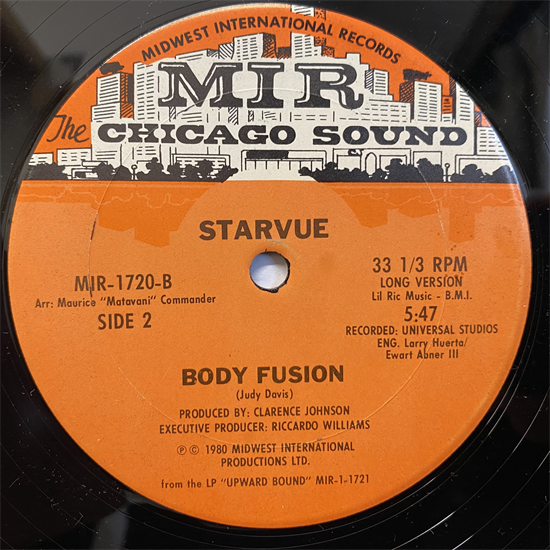 MIDWEST INTERNATIONAL RECORDS
MIR
The CHICAGO SOUND
STARVUE
MIR-1720-B
Arr: Maurice "Matavani" Commander
SIDE 2
33 1/3 RPM
LONG VERSION
Lil Ric Music - B.M.I.
5:47
RECORDED: UNIVERSAL STUDIOS
ENG. Larry Huerta/
Ewart Abner III
BODY FUSION
(Judy Davis)
PRODUCED BY: CLARENCE JOHNSON
EXECUTIVE PRODUCER: RICCARDO WILLIAMS
℗ © 1980 MIDWEST INTERNATIONAL
PRODUCTIONS LTD.
from the LP "UPWARD BOUND" MIR-1-1721